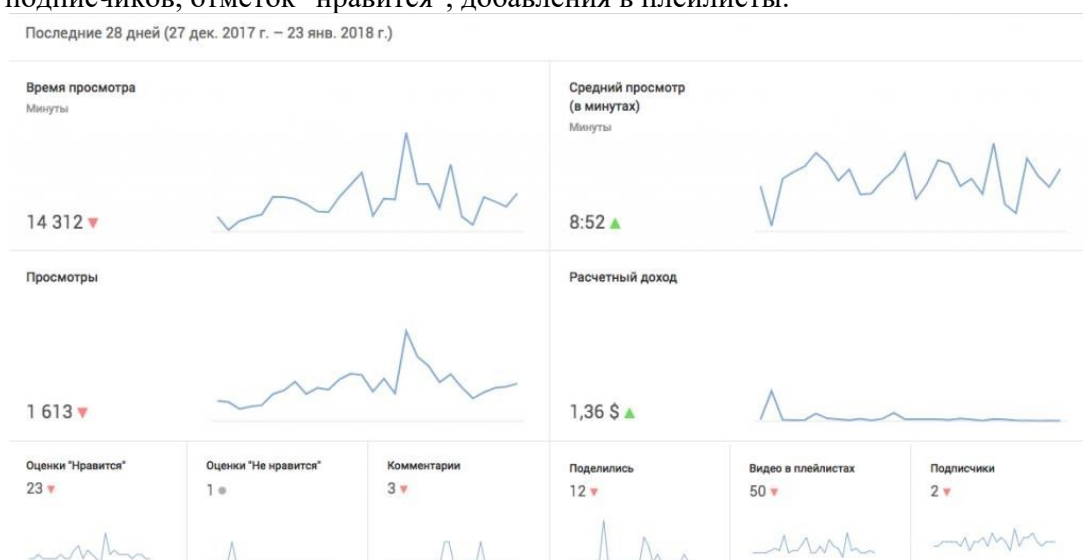 подписчиков, отметок "нравится", добавления в плейлисты.
Последние 28 дней (27 дек. 2017 г. – 23 янв. 2018 г.)
Время просмотра
Минуты
14 312
Средний просмотр
(в минутах)
Минуты
8:52
Просмотры
1 613
Расчетный доход
1,36 $
Оценки "Нравится"
23
Оценки "Не нравится"
1
Комментарии
3
Поделились
12
Видео в плейлистах
50
Подписчики
2